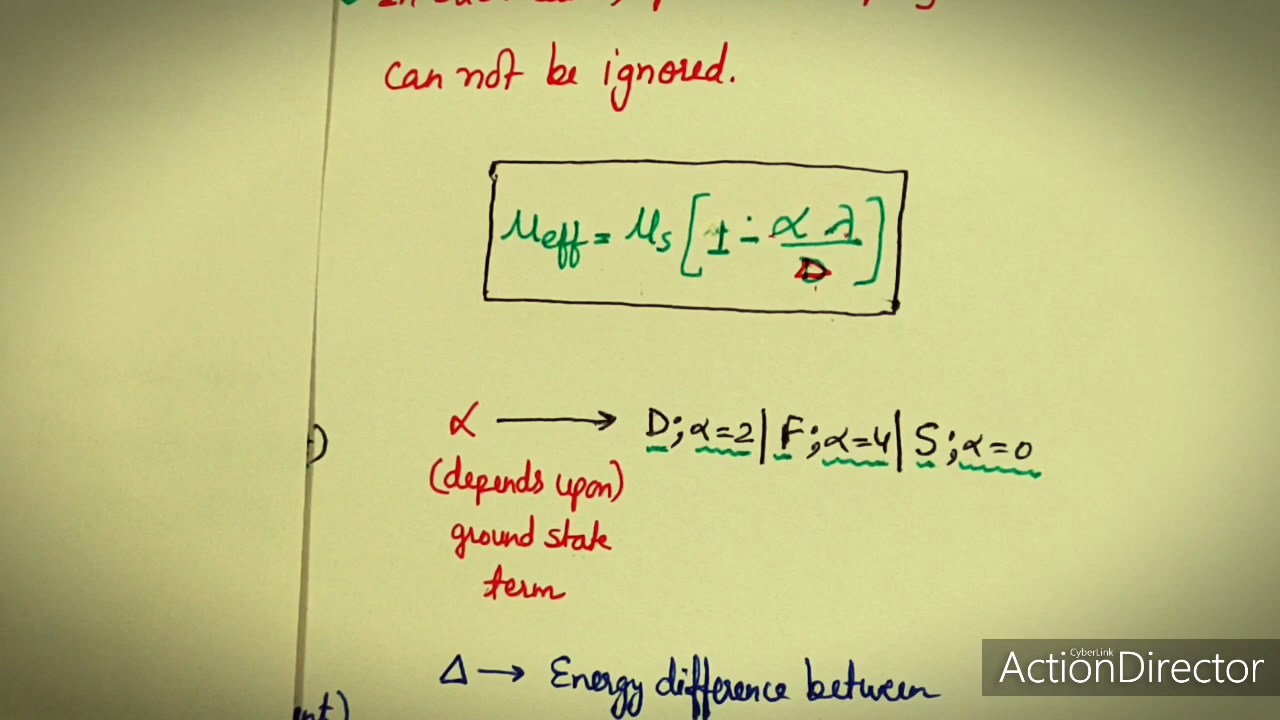 can not be ignored.
μeff = μs [1 - α λ / Δ]
α → D; α=2 | F; α=4 | S; α=0
(depends upon)
ground state
term
Δ → Energy difference between
CyberLink
ActionDirector